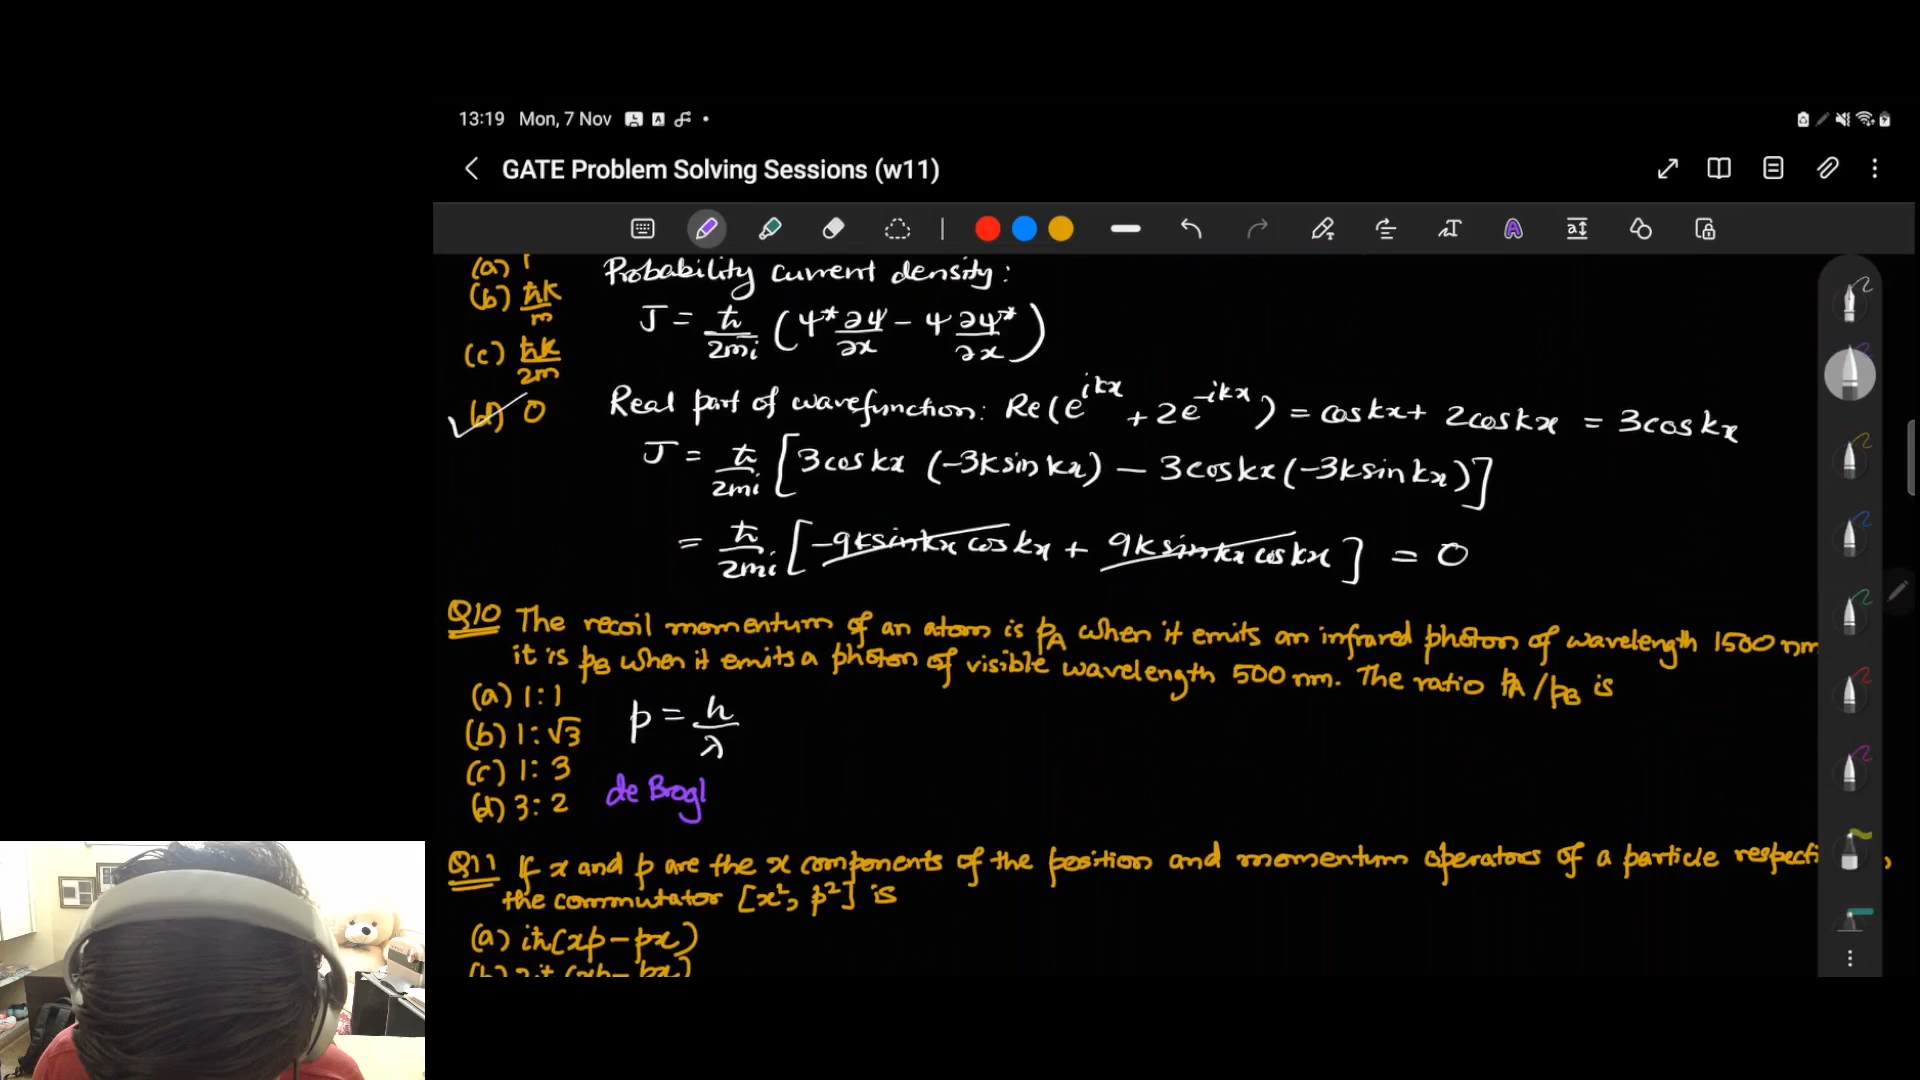 13:19 Mon, 7 Nov
GATE Problem Solving Sessions (w11)
(a) 1
(b) ħk/m
(c) ħk/2m
(d) 0
Probability current density:
J = ħ/2mi (ψ* ∂ψ/∂x − ψ ∂ψ*/∂x)
Real part of wavefunction: Re(e^ikx + 2e^-ikx) = coskx + 2coskx = 3coskx
J = ħ/2mi [3coskx (-3ksinkx) − 3coskx(-3ksinkx)]
= ħ/2mi [-9ksinkx coskx + 9ksinkx coskx] = 0
Q10 The recoil momentum of an atom is pA when it emits an infrared photon of wavelength 1500 nm
it is pB when it emits a photon of visible wavelength 500 nm. The ratio pA/pB is
(a) 1:1
(b) 1:√3
(c) 1:3
(d) 3:2
p = h/λ
de Brogl
Q11 If x and p are the x components of the position and momentum operators of a particle respecti ,
the commutator [x², p²] is
(a) iħ(xp−px)
(b) 2iħ(xp−px)